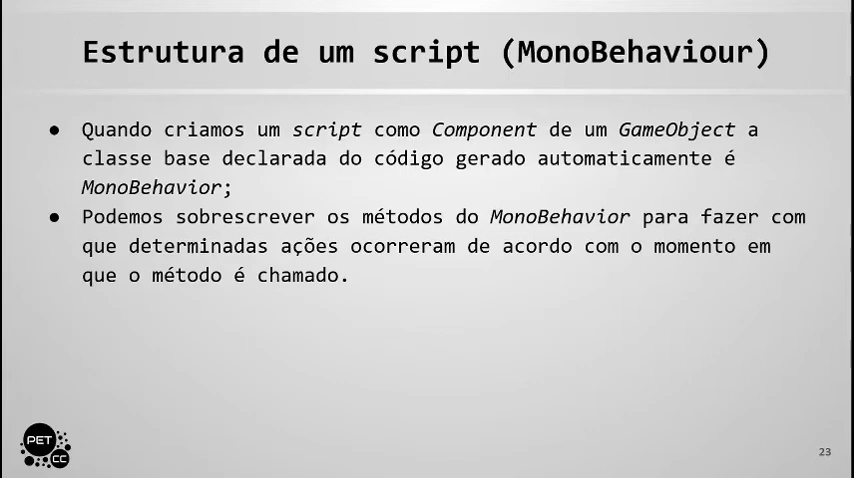 Estrutura de um script (MonoBehaviour)
● Quando criamos um script como Component de um GameObject a
classe base declarada do código gerado automaticamente é
MonoBehavior;
● Podemos sobrescrever os métodos do MonoBehavior para fazer com
que determinadas ações ocorreram de acordo com o momento em
que o método é chamado.
PET
CC
23